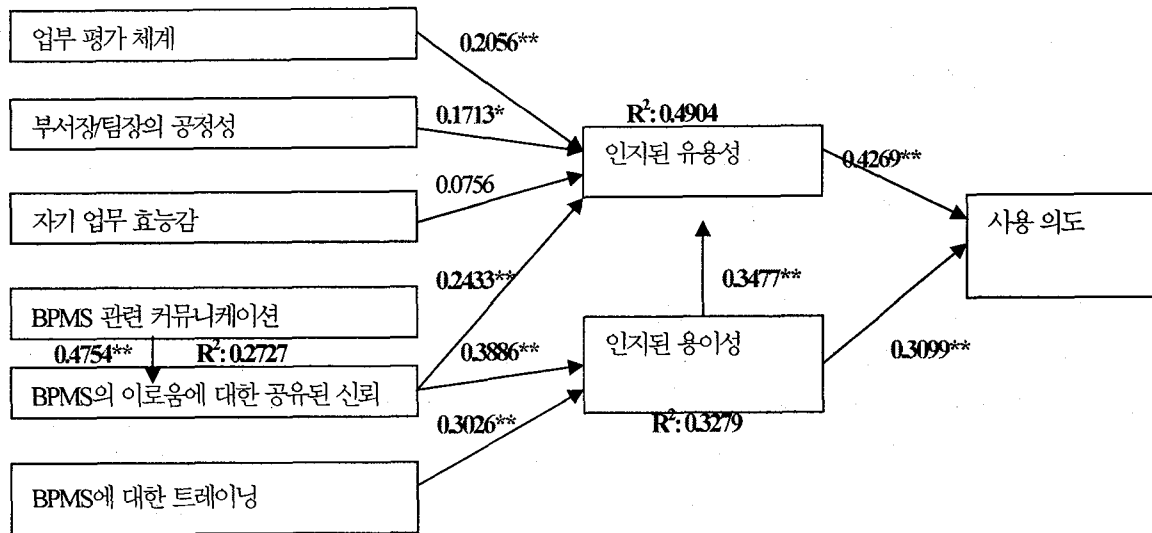 업부 평가 체계
0.2056**
부서장/팀장의 공정성
0.1713*
R²: 0.4904
인지된 유용성
0.4269**
자기 업무 효능감
0.0756
사용 의도
0.2433**
0.3477**
BPMS 관련 커뮤니케이션
0.4754**
R²: 0.2727
0.3886**
인지된 용이성
0.3099**
BPMS의 이로움에 대한 공유된 신뢰
0.3026**
R²: 0.3279
BPMS에 대한 트레이닝